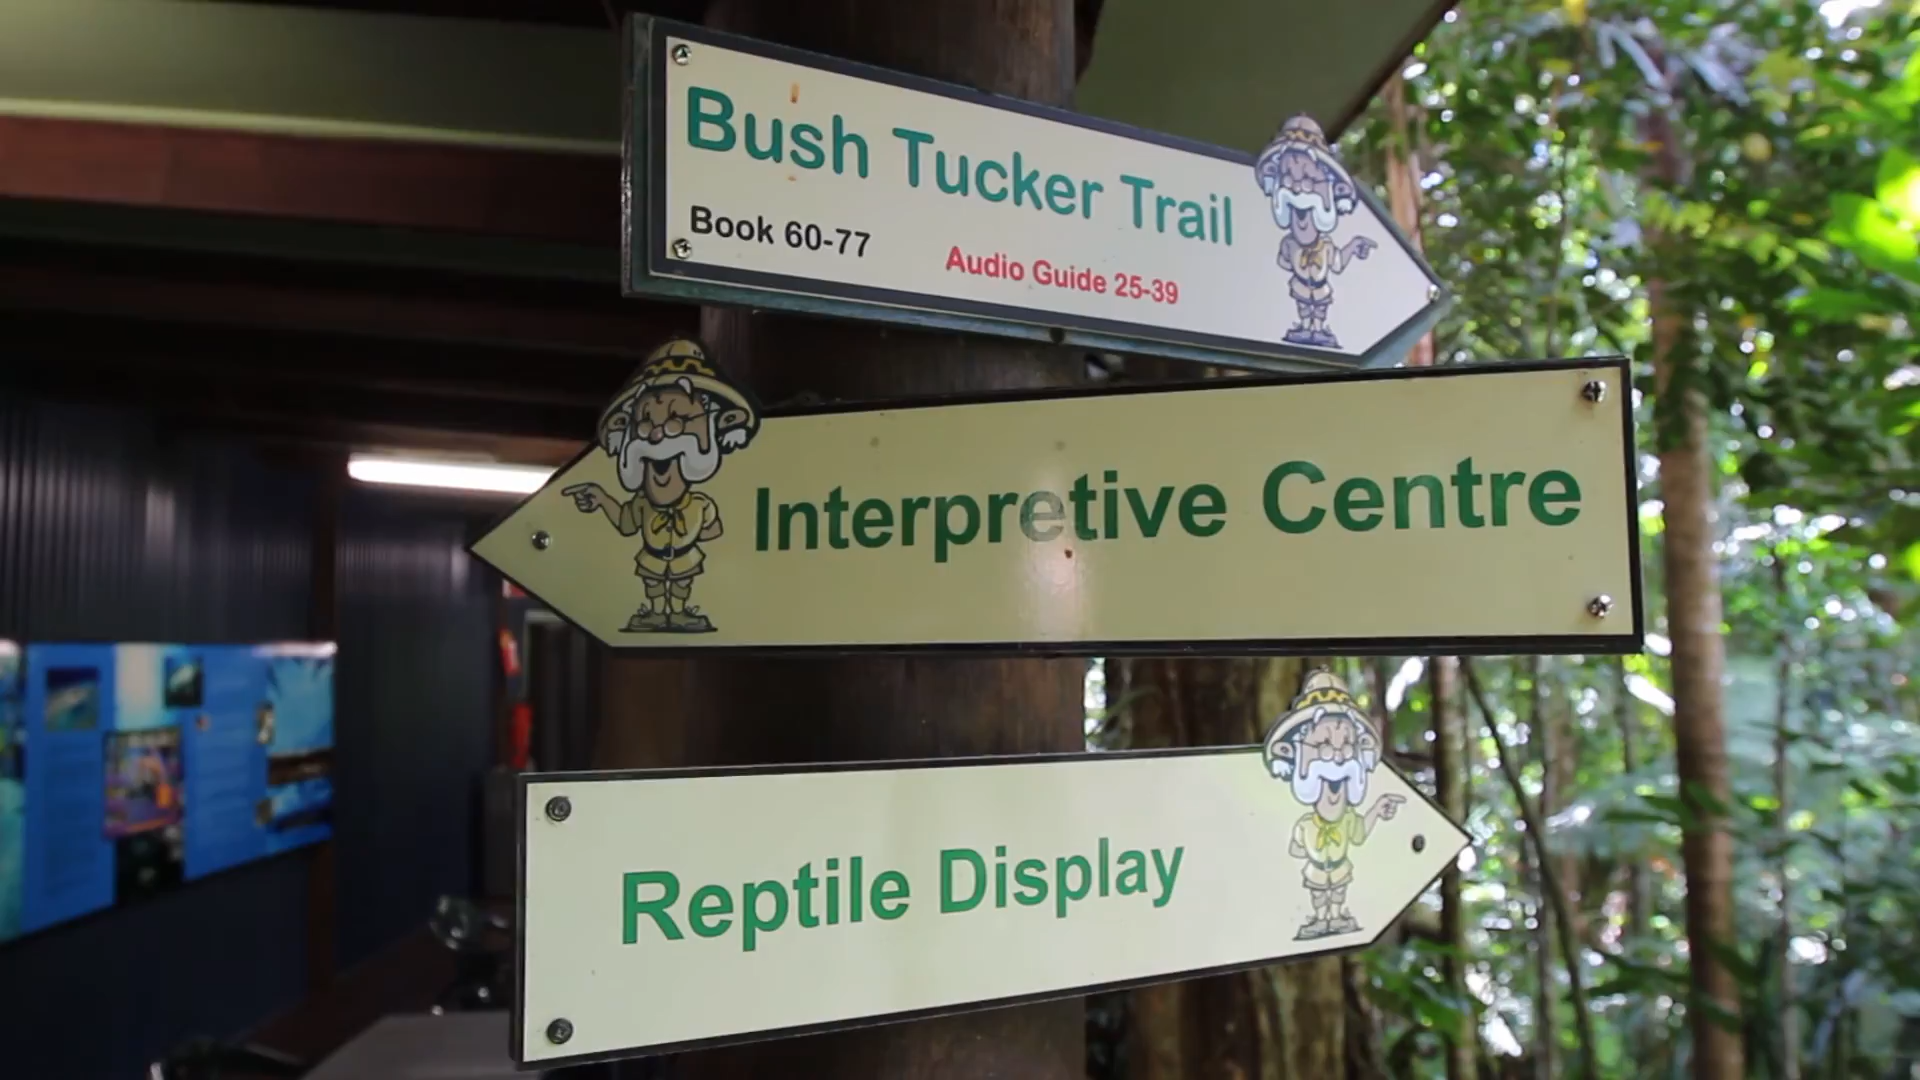 Bush Tucker Trail
Book 60-77
Audio Guide 25-39
Interpretive Centre
Reptile Display